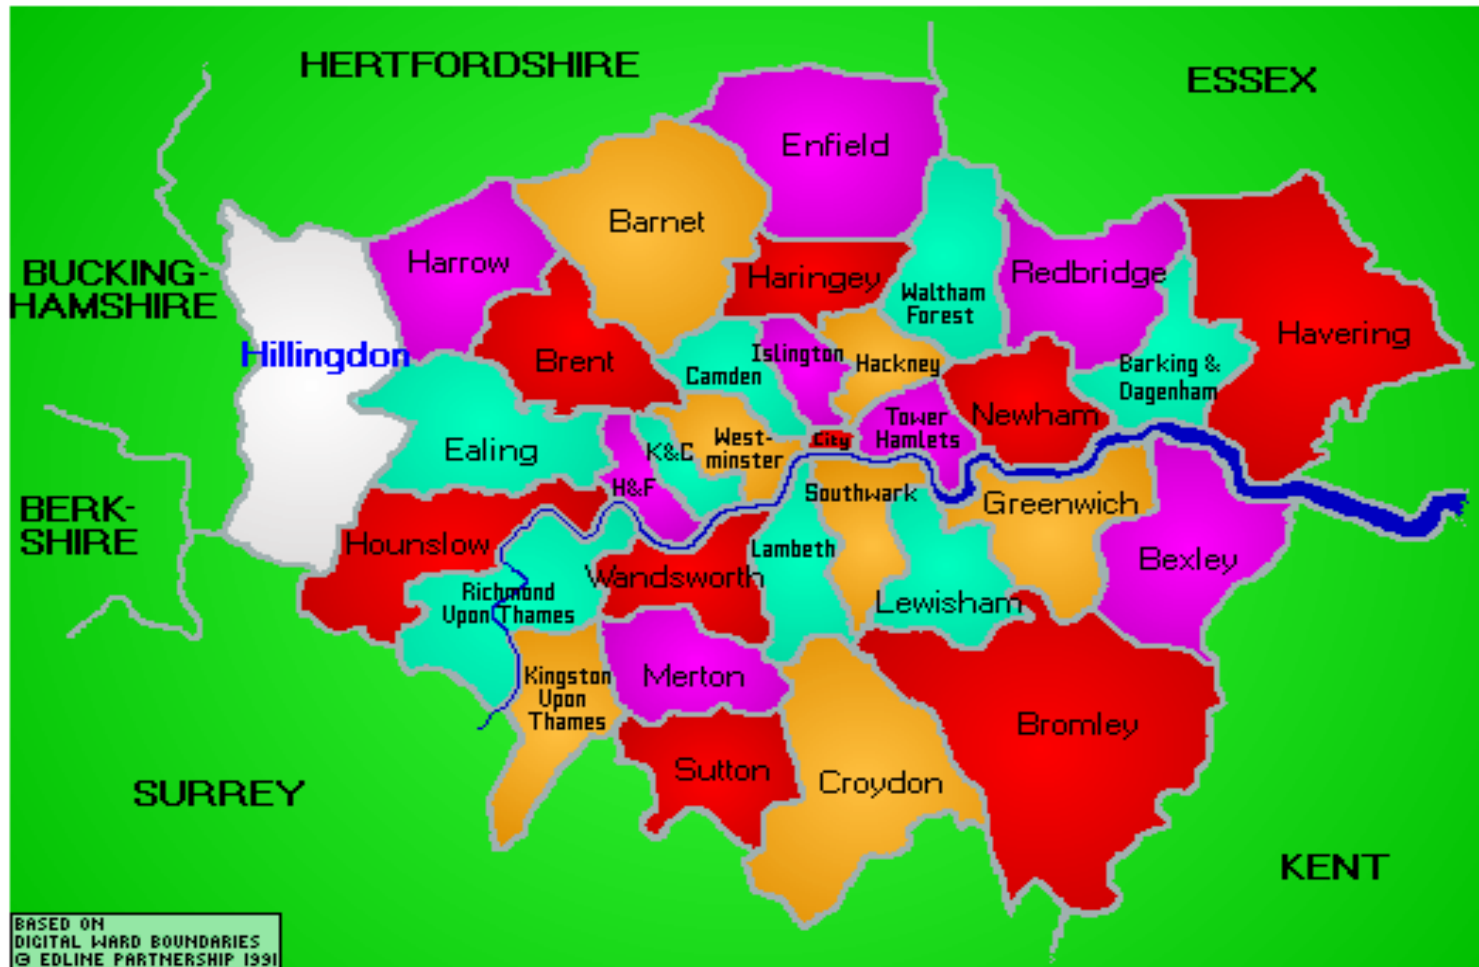 HERTFORDSHIRE
ESSEX
Enfield
Barnet
Harrow
Haringey
Waltham
Forest
Redbridge
BUCKING-
HAMSHIRE
Havering
Hillingdon
Brent
Camden
Islington
Hackney
Barking &
Dagenham
Ealing
K&C
West-
minster
City
Tower
Hamlets
Newham
H&F
Southwark
Greenwich
BERK-
SHIRE
Hounslow
Lambeth
Bexley
Richmond
Upon Thames
Wandsworth
Lewisham
Kingston
Upon
Thames
Merton
Bromley
Sutton
Croydon
SURREY
KENT
BASED ON
DIGITAL WARD BOUNDARIES
© EDLINE PARTNERSHIP 1991